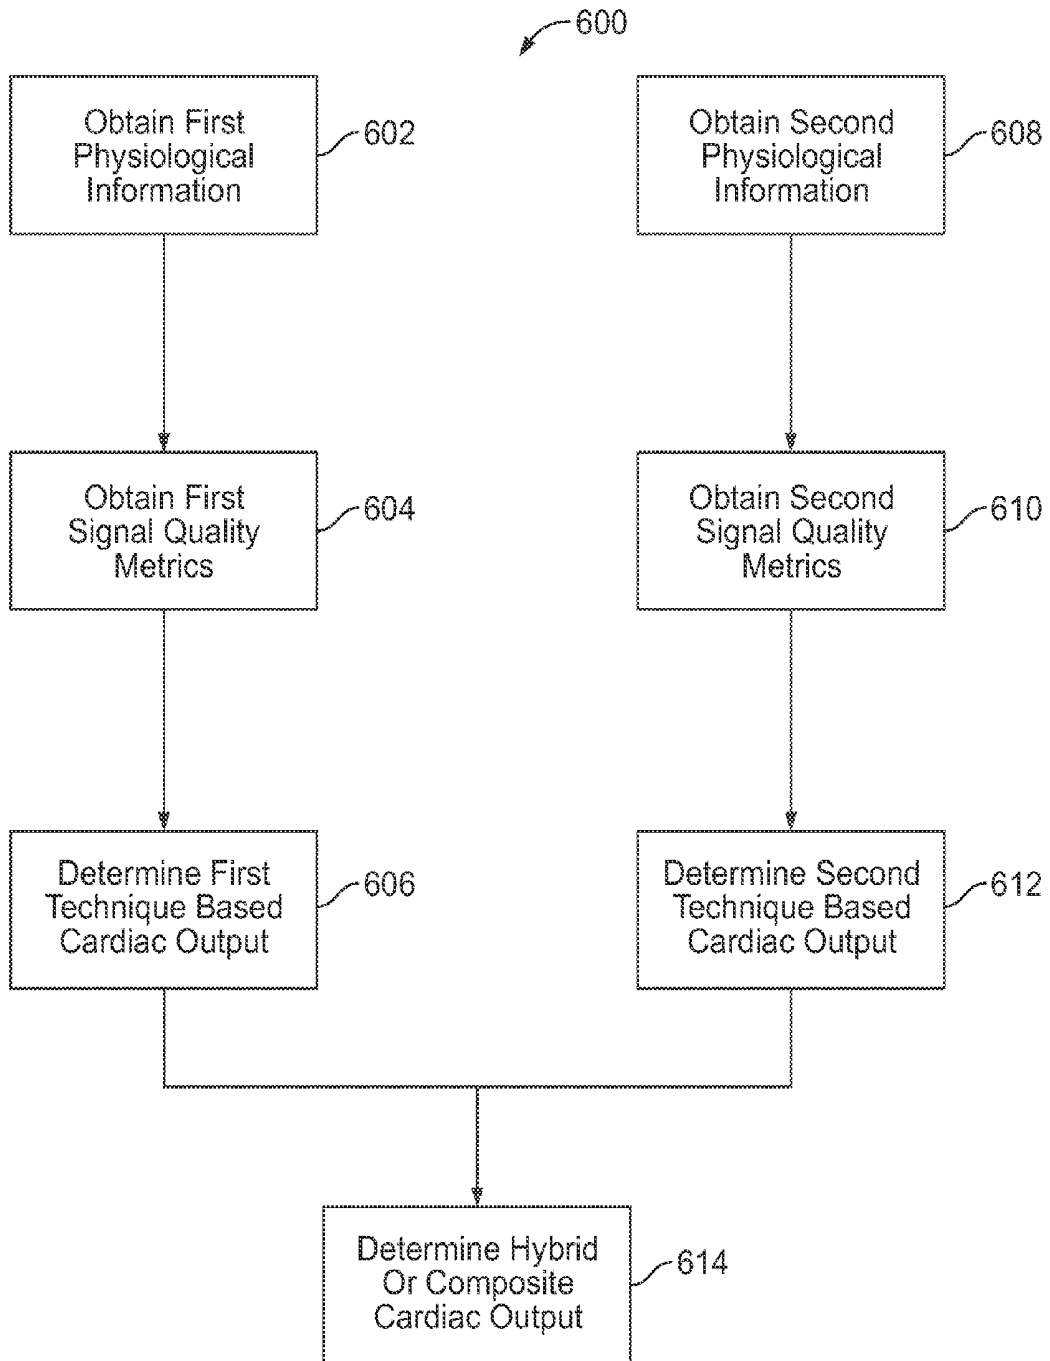 600
Obtain First
Physiological
Information
602
Obtain Second
Physiological
Information
608
Obtain First
Signal Quality
Metrics
604
Obtain Second
Signal Quality
Metrics
610
Determine First
Technique Based
Cardiac Output
606
Determine Second
Technique Based
Cardiac Output
612
Determine Hybrid
Or Composite
Cardiac Output
614